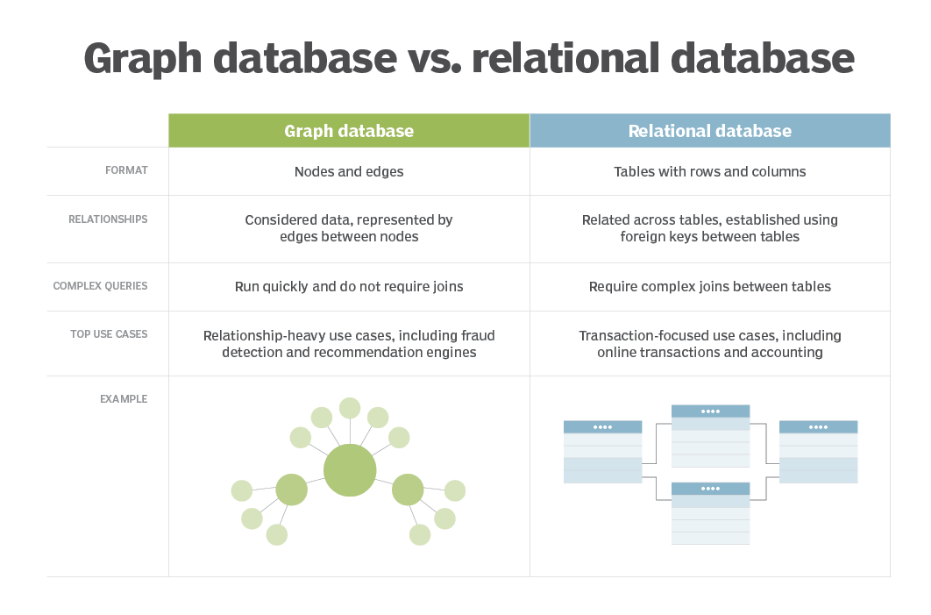 Graph database vs. relational database
Graph database
Relational database
FORMAT
Nodes and edges
Tables with rows and columns
RELATIONSHIPS
Considered data, represented by
edges between nodes
Related across tables, established using
foreign keys between tables
COMPLEX QUERIES
Run quickly and do not require joins
Require complex joins between tables
TOP USE CASES
Relationship-heavy use cases, including fraud
detection and recommendation engines
Transaction-focused use cases, including
online transactions and accounting
EXAMPLE